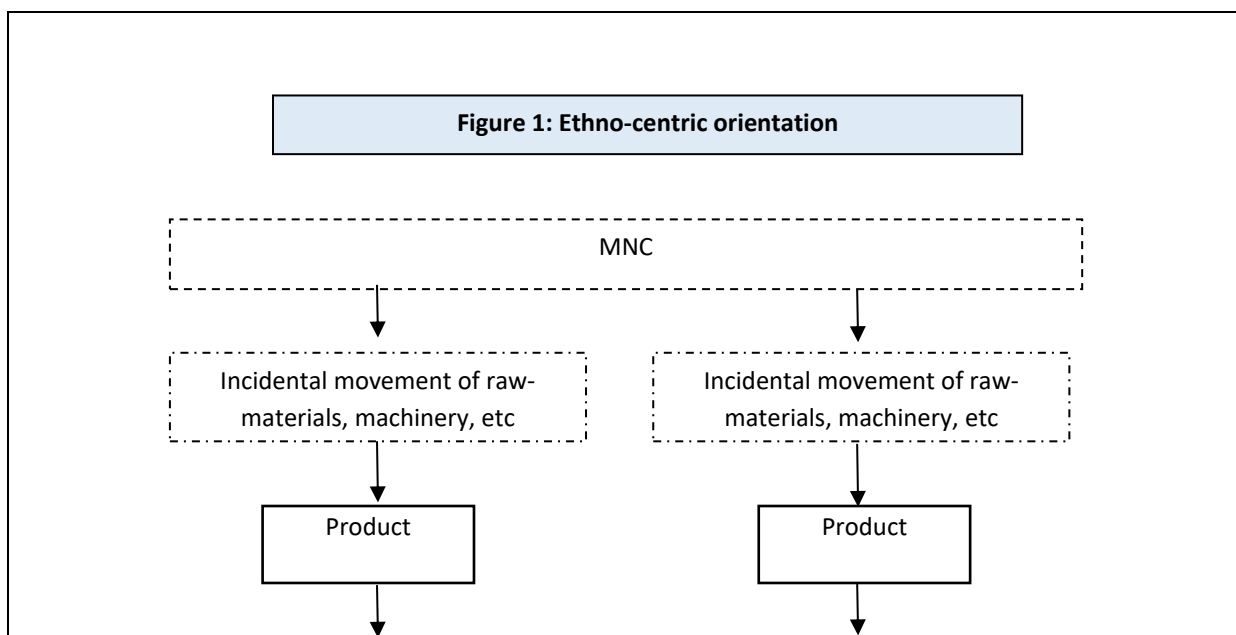 Figure 1: Ethno-centric orientation
MNC
Incidental movement of raw-
materials, machinery, etc
Incidental movement of raw-
materials, machinery, etc
Product
Product